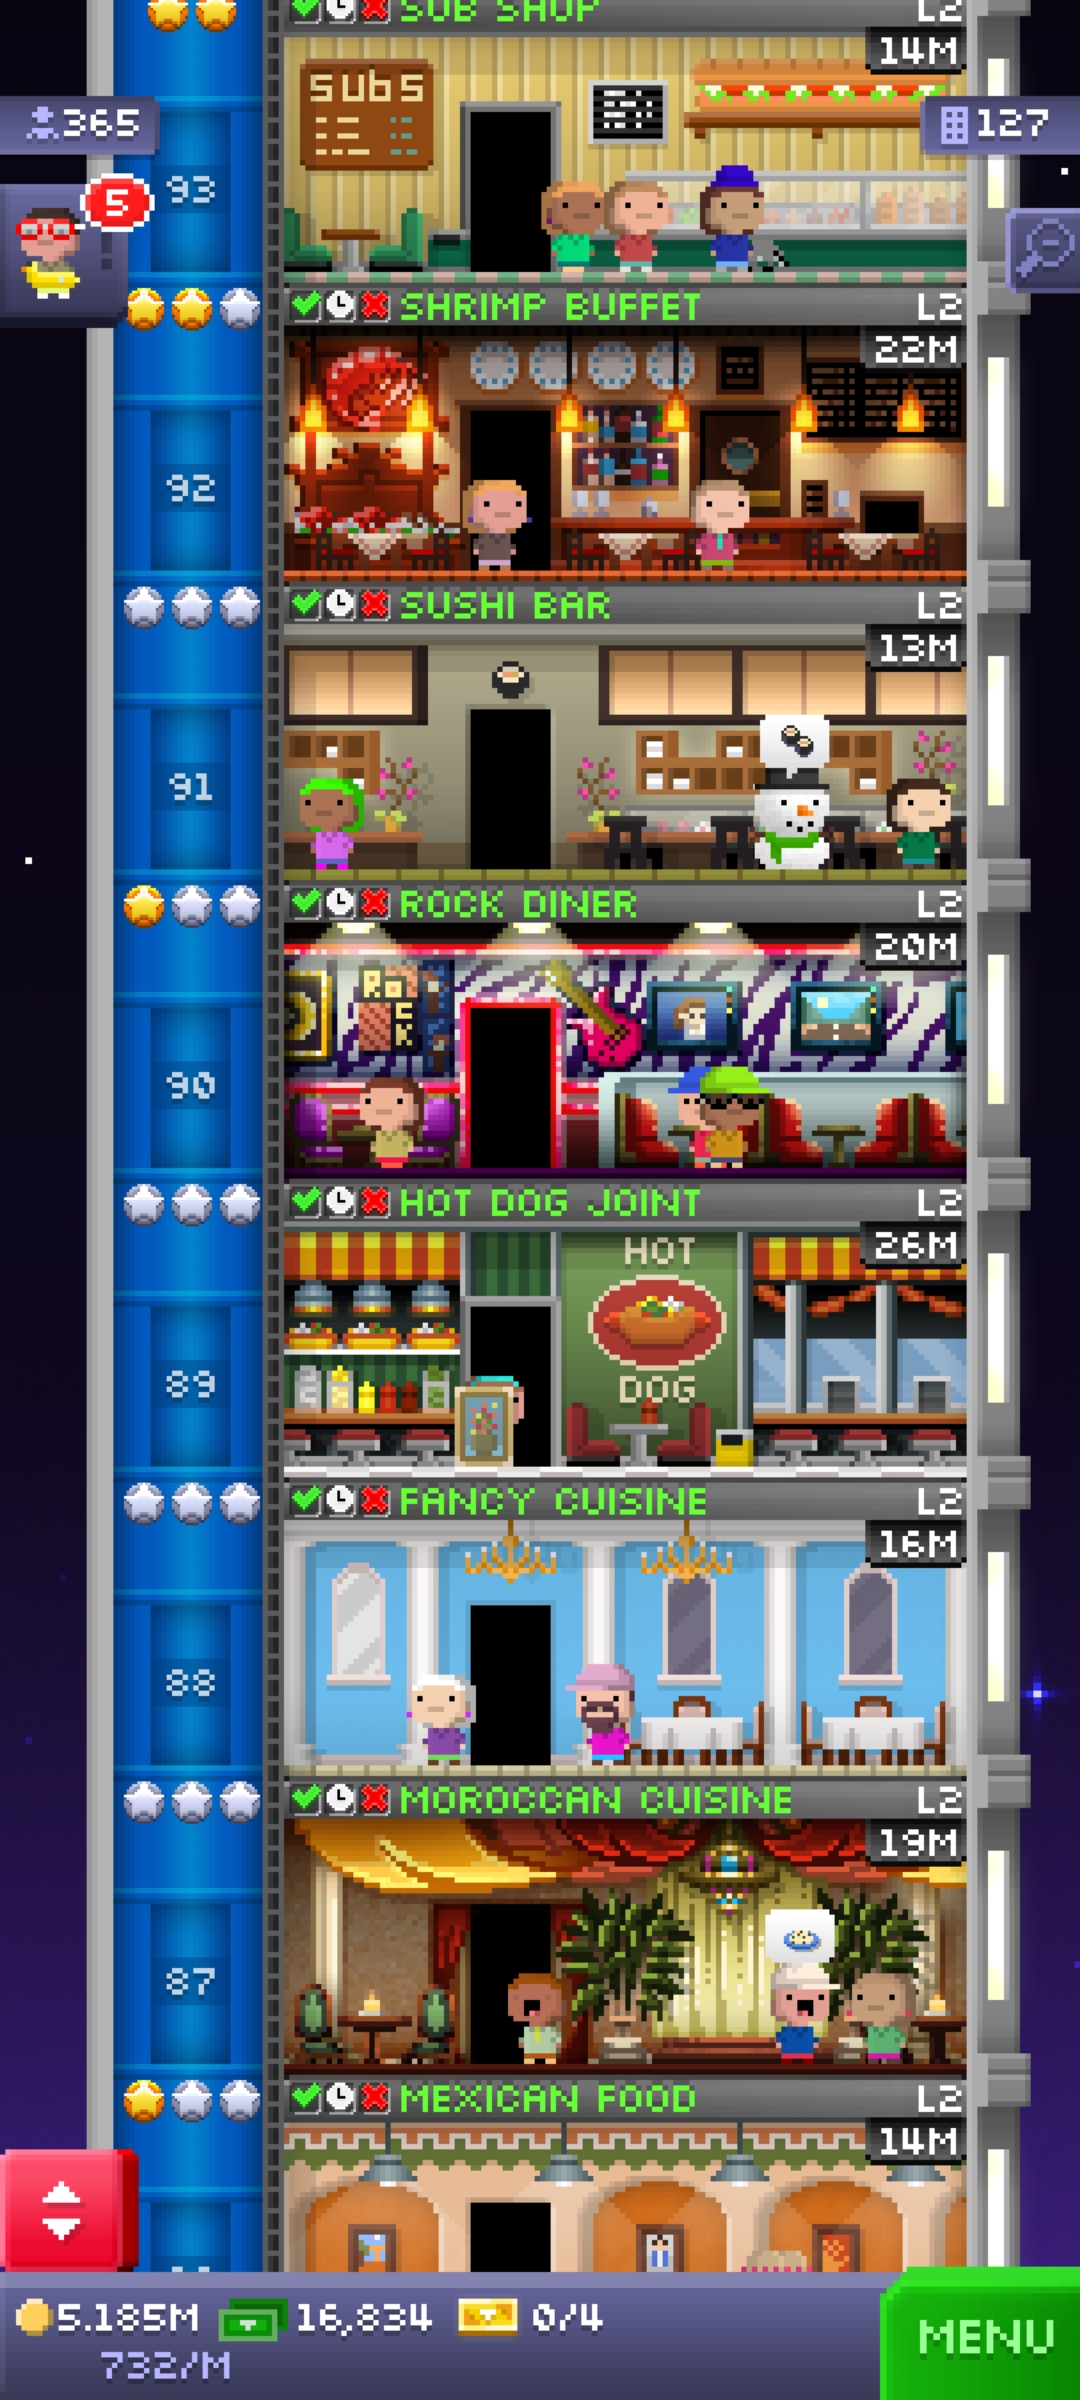 SUB SHOP L2
14M
SUBS
365
127
5
93
SHRIMP BUFFET L2
22M
92
SUSHI BAR L2
13M
91
ROCK DINER L2
20M
ROCK
90
HOT DOG JOINT L2
26M
HOT
DOG
89
FANCY CUISINE L2
16M
88
MOROCCAN CUISINE L2
19M
87
MEXICAN FOOD L2
14M
5.185M 16,834 0/4
732/M
MENU